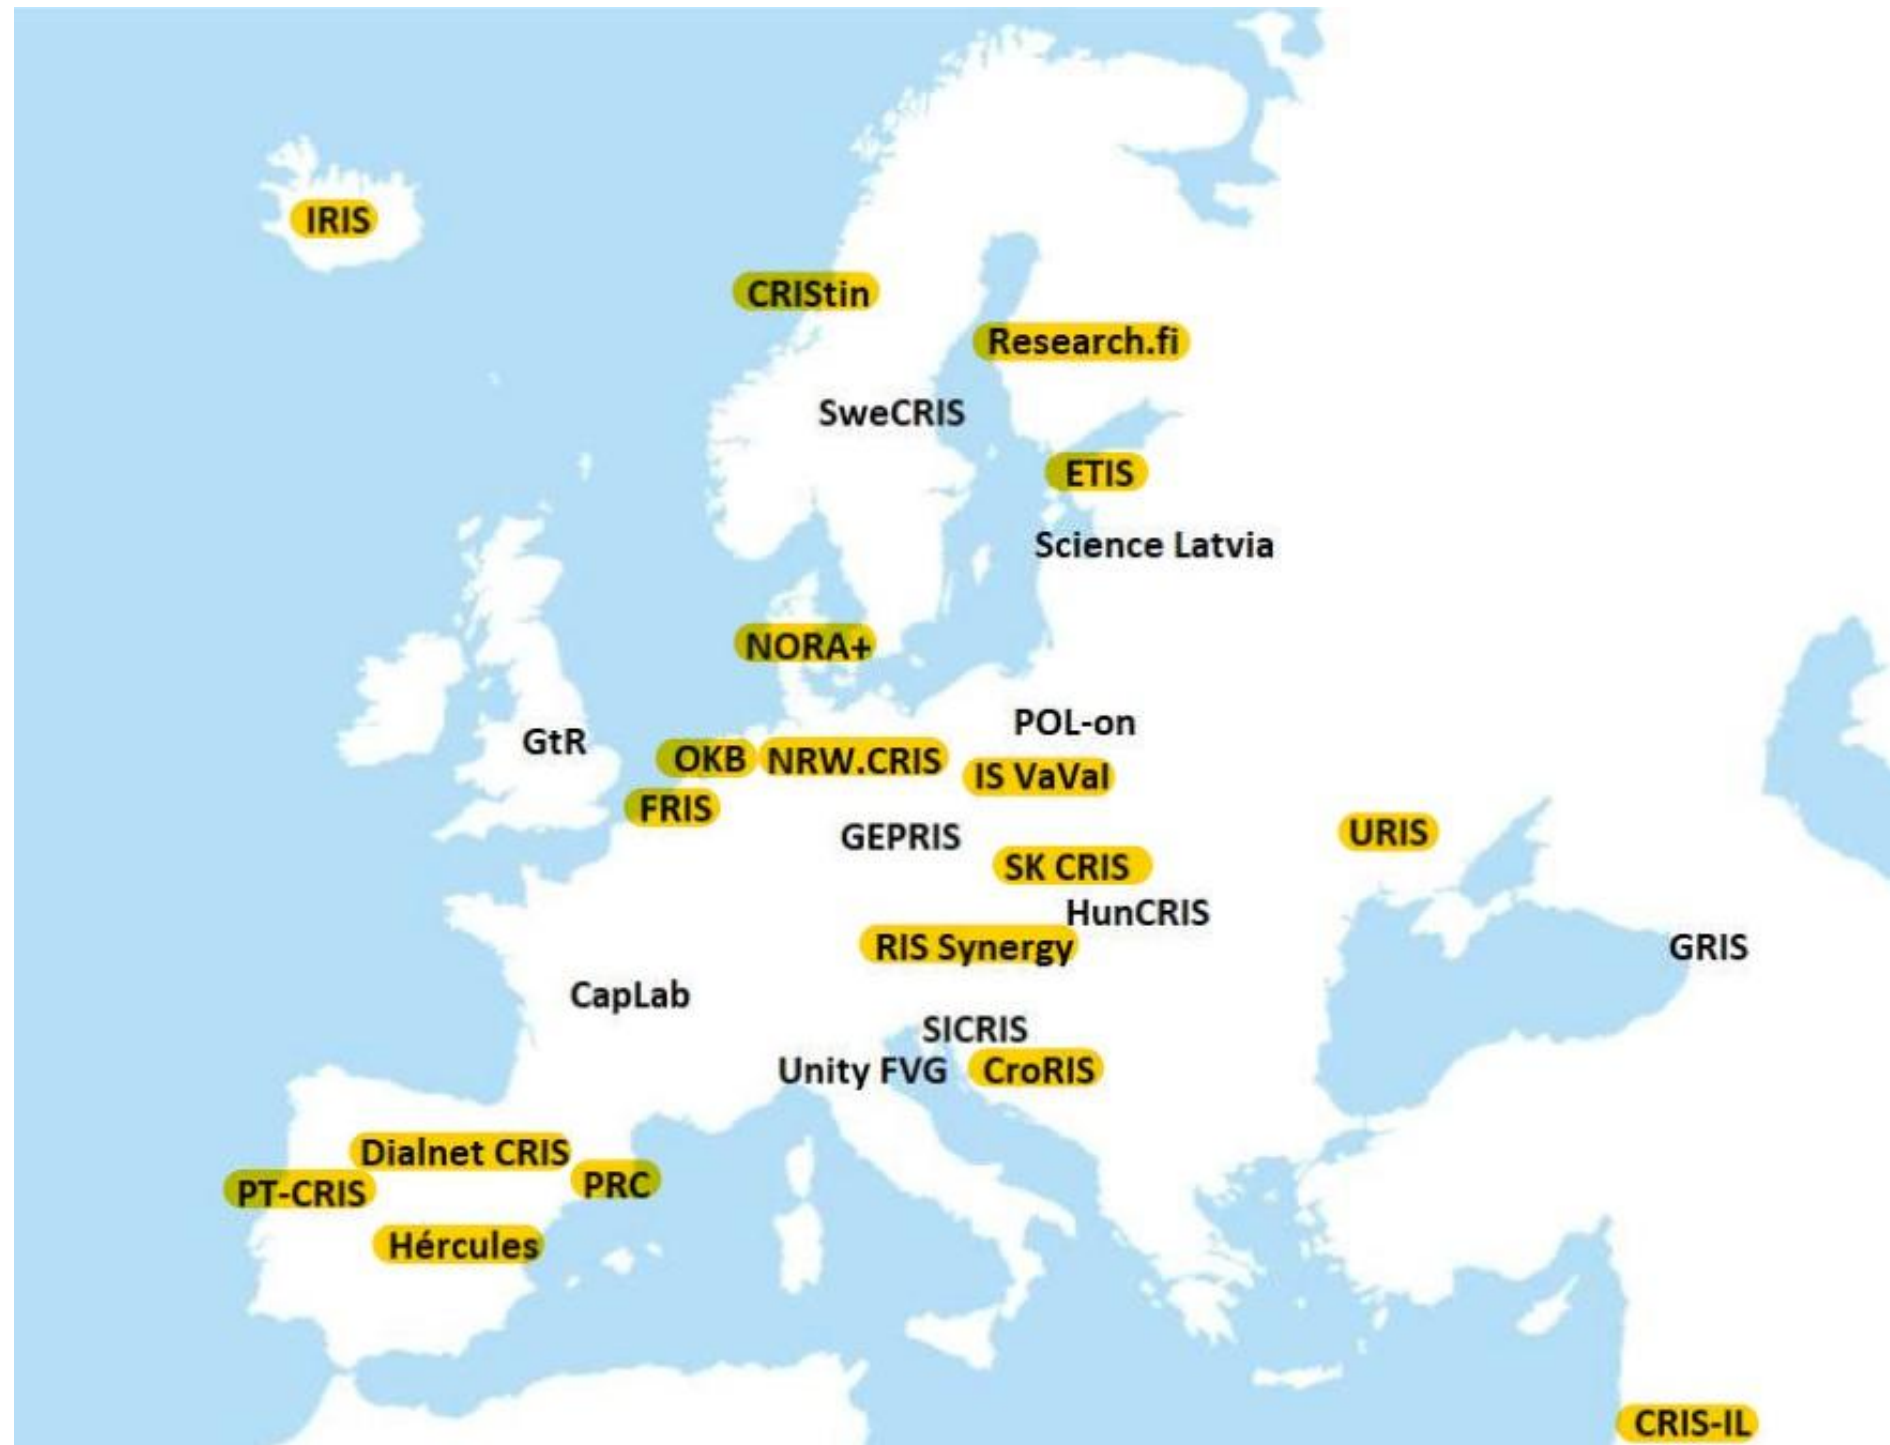 IRIS
CRIStin
Research.fi
SweCRIS
ETIS
Science Latvia
NORA+
POL-on
GtR
OKB
NRW.CRIS
IS VaVaI
FRIS
URIS
GEPRIS
SK CRIS
HunCRIS
RIS Synergy
GRIS
CapLab
SICRIS
Unity FVG
CroRIS
Dialnet CRIS
PRC
PT-CRIS
Hércules
CRIS-IL